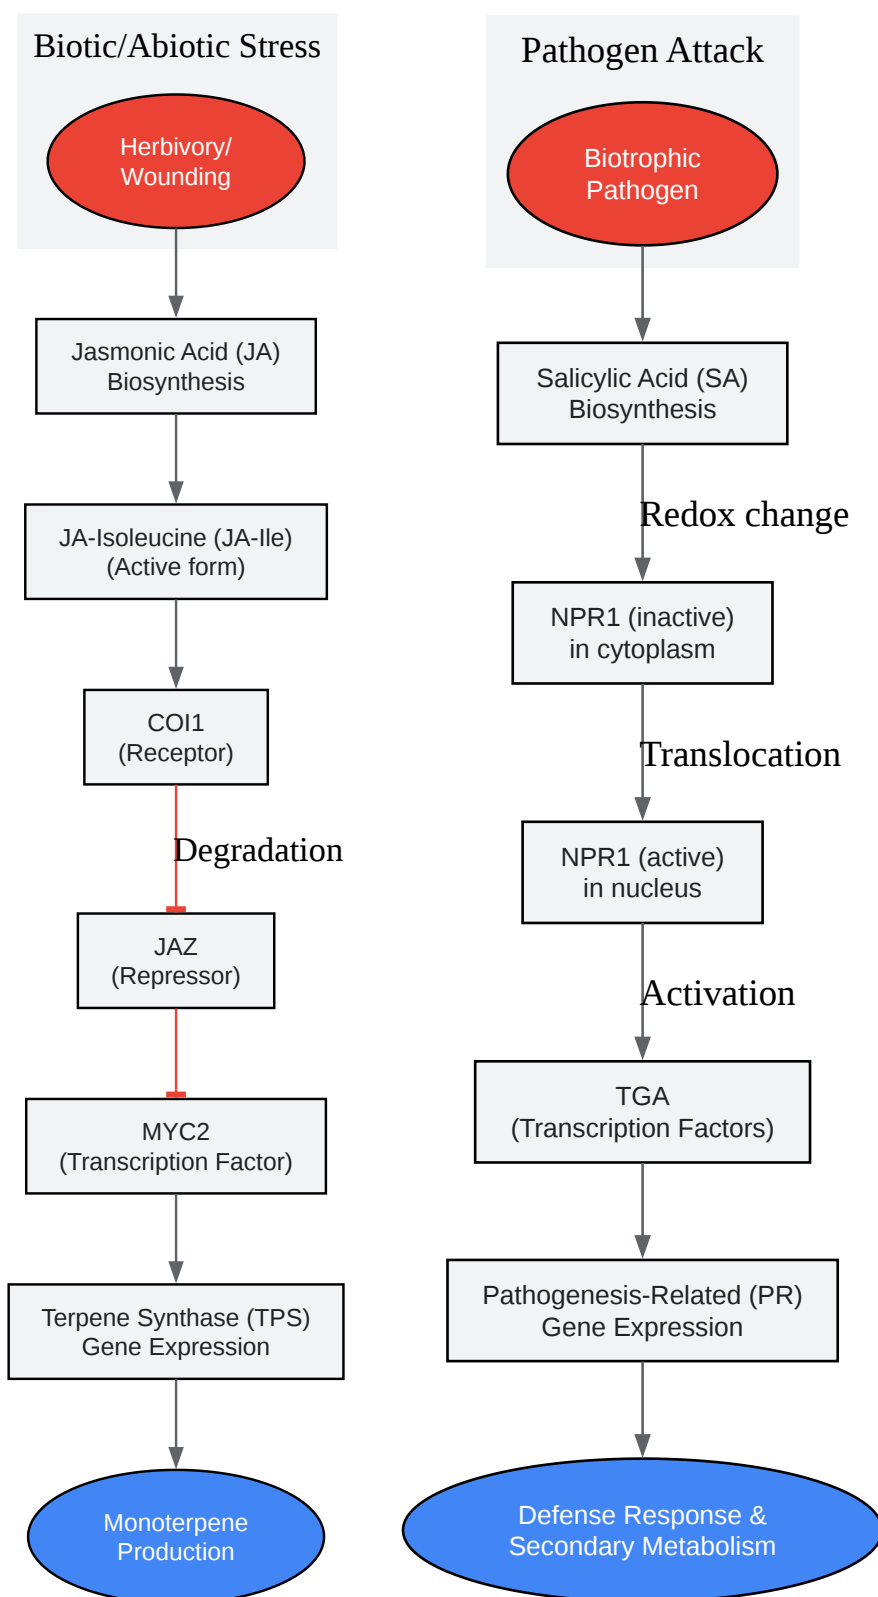 Biotic/Abiotic Stress
Herbivory/
Wounding
Jasmonic Acid (JA)
Biosynthesis
JA-Isoleucine (JA-Ile)
(Active form)
COI1
(Receptor)
Degradation
JAZ
(Repressor)
MYC2
(Transcription Factor)
Terpene Synthase (TPS)
Gene Expression
Monoterpene
Production
Pathogen Attack
Biotrophic
Pathogen
Salicylic Acid (SA)
Biosynthesis
Redox change
NPR1 (inactive)
in cytoplasm
Translocation
NPR1 (active)
in nucleus
Activation
TGA
(Transcription Factors)
Pathogenesis-Related (PR)
Gene Expression
Defense Response &
Secondary Metabolism